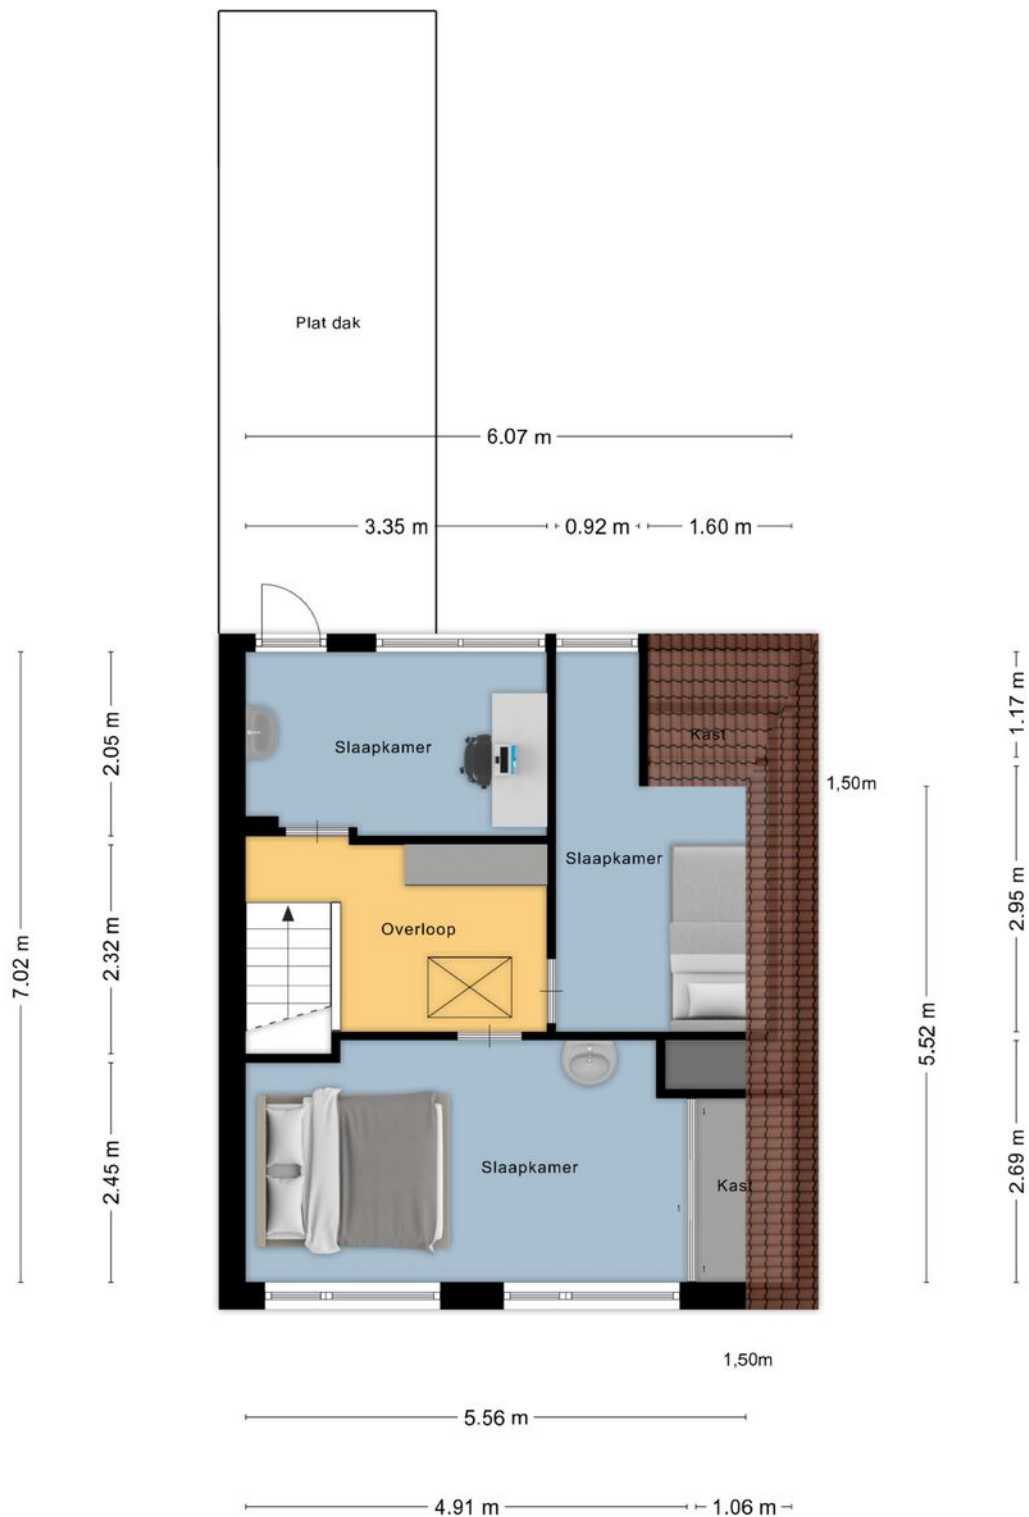 Plat dak
6.07 m
3.35 m
0.92 m
1.60 m
7.02 m
2.05 m
2.32 m
2.45 m
Slaapkamer
Kast
1,50m
Slaapkamer
Overloop
Slaapkamer
Kast
1.17 m
2.95 m
5.52 m
2.69 m
1,50m
5.56 m
4.91 m
1.06 m